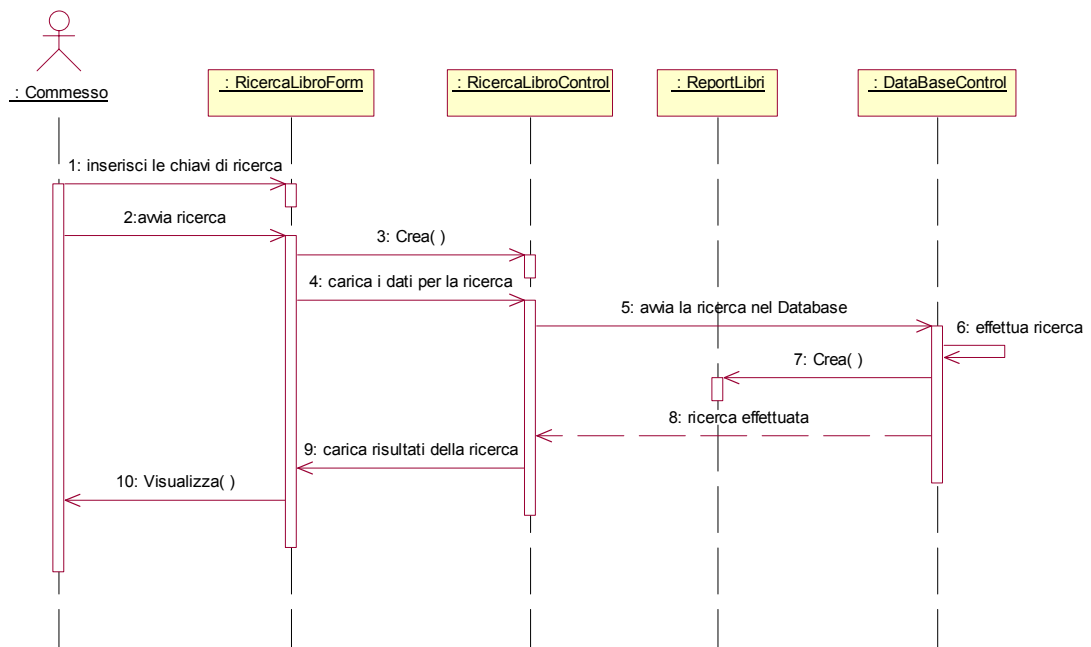 : Commesso
: RicercaLibroForm
: RicercaLibroControl
: ReportLibri
: DataBaseControl
1: inserisci le chiavi di ricerca
2:avvia ricerca
3: Crea( )
4: carica i dati per la ricerca
5: avvia la ricerca nel Database
6: effettua ricerca
7: Crea( )
8: ricerca effettuata
9: carica risultati della ricerca
10: Visualizza( )